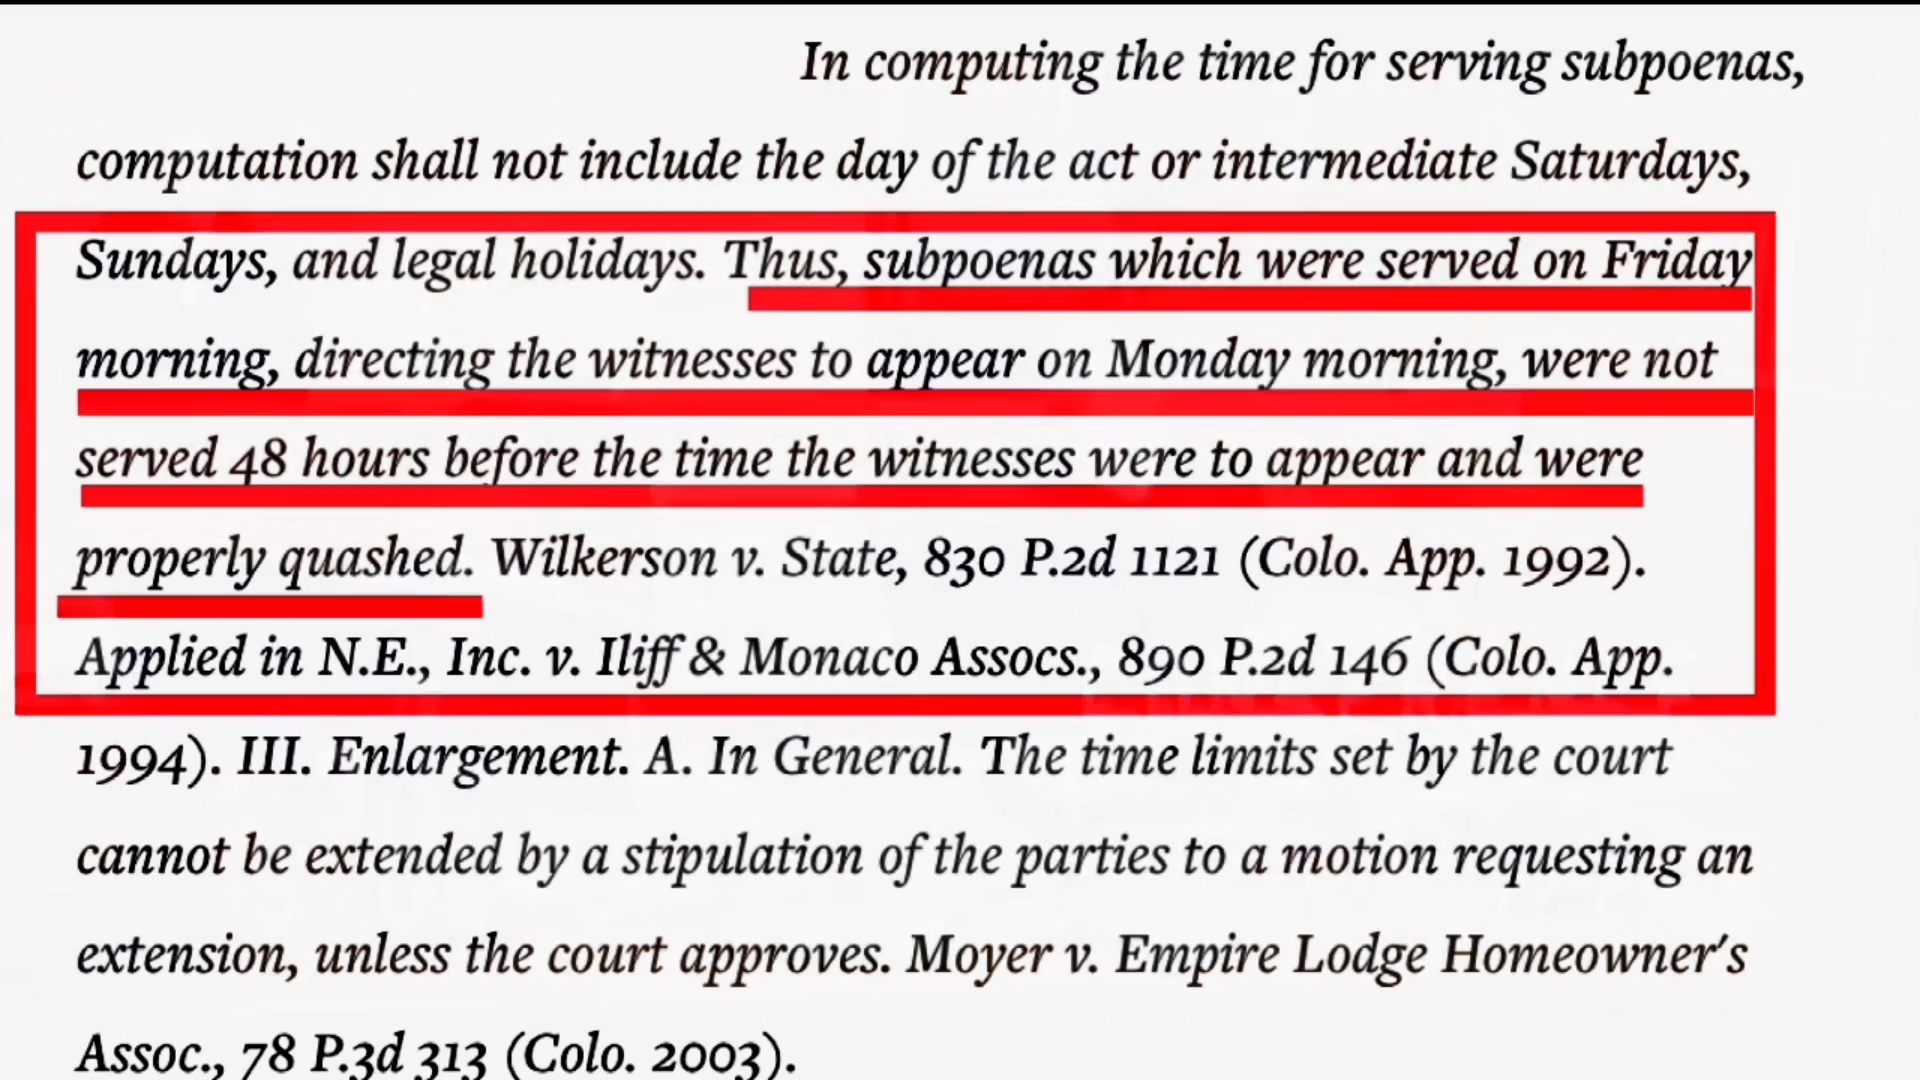 In computing the time for serving subpoenas,
computation shall not include the day of the act or intermediate Saturdays,
Sundays, and legal holidays. Thus, subpoenas which were served on Friday
morning, directing the witnesses to appear on Monday morning, were not
served 48 hours before the time the witnesses were to appear and were
properly quashed. Wilkerson v. State, 830 P.2d 1121 (Colo. App. 1992).
Applied in N.E., Inc. v. Iliff & Monaco Assocs., 890 P.2d 146 (Colo. App.
1994). III. Enlargement. A. In General. The time limits set by the court
cannot be extended by a stipulation of the parties to a motion requesting an
extension, unless the court approves. Moyer v. Empire Lodge Homeowner's
Assoc., 78 P.3d 313 (Colo. 2003).